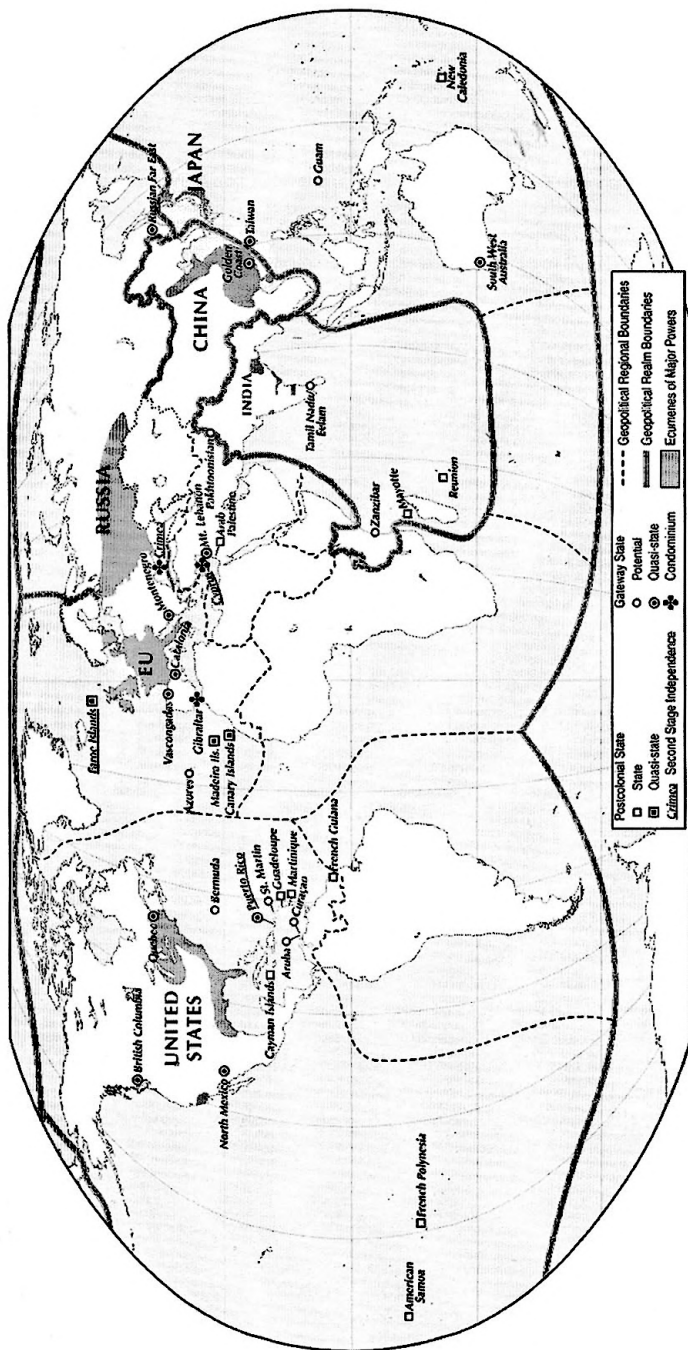 Russian Far East
JAPAN
Taiwan
Golden
Coast
CHINA
Guam
New
Caledonia
South West
Australia
RUSSIA
INDIA
Tamil Nadu/
Eelam
Pakhtoonistan
Mt. Lebanon
Arab
Palestine
Cyprus
Crimea
Montenegro
EU
Catalonia
Vascongadas
Gibraltar
Faroe Islands
Azores
Madeiro Ils.
Canary Islands
Zanzibar
Mayotte
Reunion
Quebec
British Columbia
UNITED
STATES
North Mexico
Bermuda
Puerto Rico
St. Martin
Guadeloupe
Martinique
Curaçao
Aruba
Cayman Islands
French Guiana
French Polynesia
American
Samoa
Postcolonial State
State
Quasi-state
Crimea Second Stage Independence
Gateway State
Potential
Quasi-state
Condominium
Geopolitical Regional Boundaries
Geopolitical Realm Boundaries
Ecumenes of Major Powers